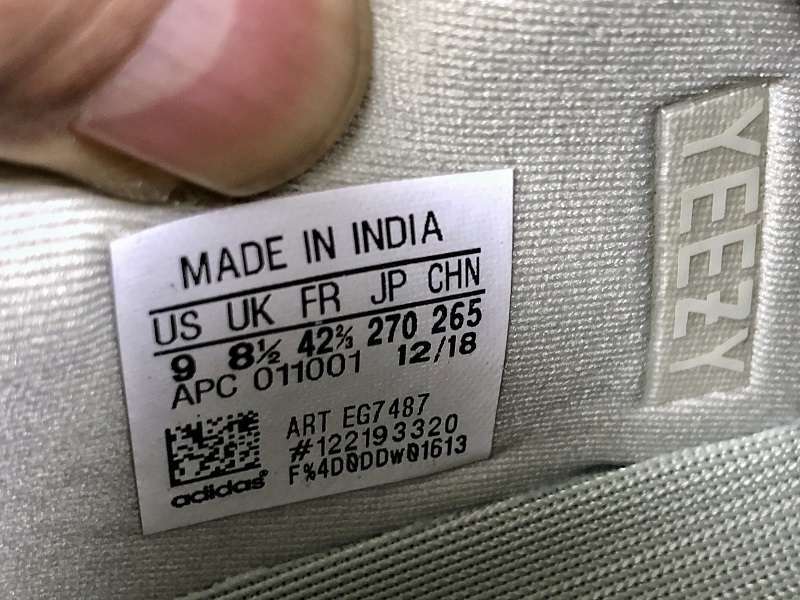 MADE IN INDIA
US UK FR JP CHN
9 8½ 42⅔ 270 265
APC 011001 12/18
ART EG7487
#122193320
F%4D0DDW01613
adidas
YEEZY